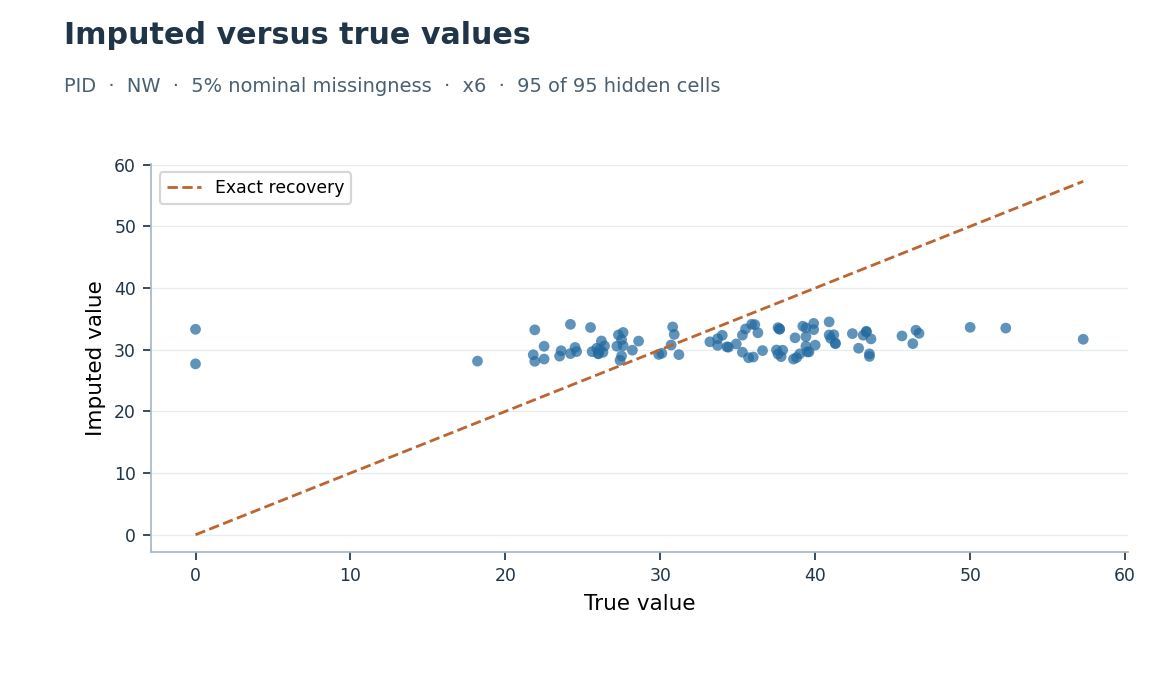 Imputed versus true values
PID · NW · 5% nominal missingness · x6 · 95 of 95 hidden cells
Exact recovery
Imputed value
60
50
40
30
20
10
0
0 10 20 30 40 50 60
True value